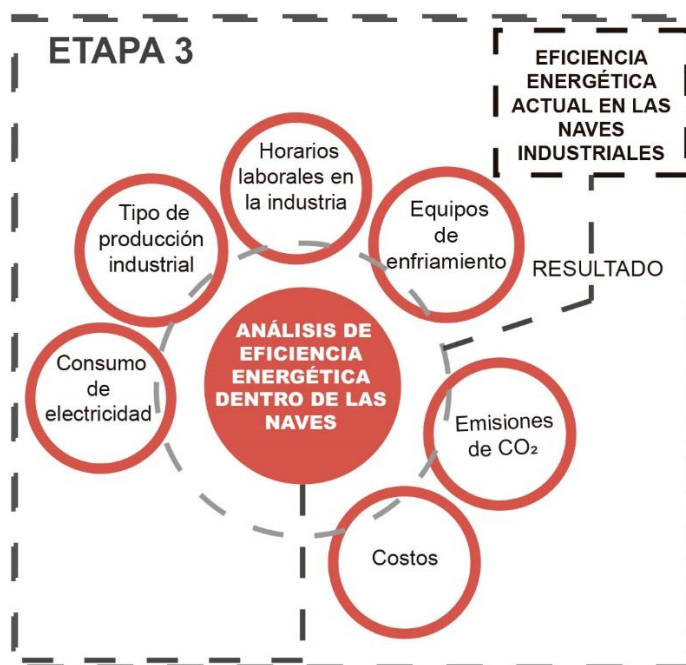 ETAPA 3
EFICIENCIA
ENERGÉTICA
ACTUAL EN LAS
NAVES
INDUSTRIALES
Horarios
laborales en
la industria
Tipo de
producción
industrial
Equipos
de
enfriamiento
RESULTADO
ANÁLISIS DE
EFICIENCIA
ENERGÉTICA
DENTRO DE LAS
NAVES
Consumo
de
electricidad
Emisiones
de CO₂
Costos